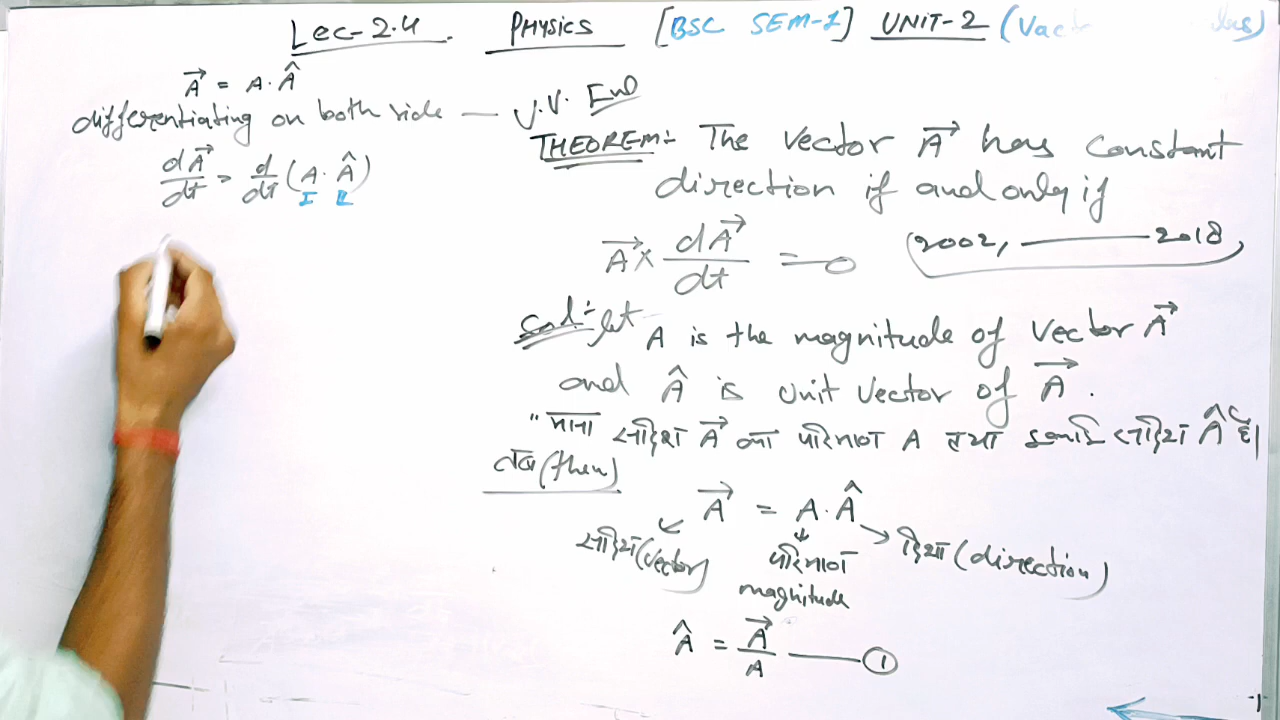 Lec-2.4 PHYSICS [BSC SEM-1] UNIT-2 (Vac
A⃗ = A. Â
differentiating on both side —
dA⃗/dt = d/dt (A. Â)
I II
THEOREM:- The vector A⃗ has constant
direction if and only if
A⃗ × dA⃗/dt = 0 (2002, ——— 2018)
Sol:- let A is the magnitude of vector A⃗
and Â is unit vector of A⃗.
"माना सदिश A⃗ का परिमाण A तथा सदिश Â है।
तब (then)
A⃗ = A. Â
सदिश (vector) परिमाण दिशा (direction)
magnitude
Â = A⃗/A —— ①